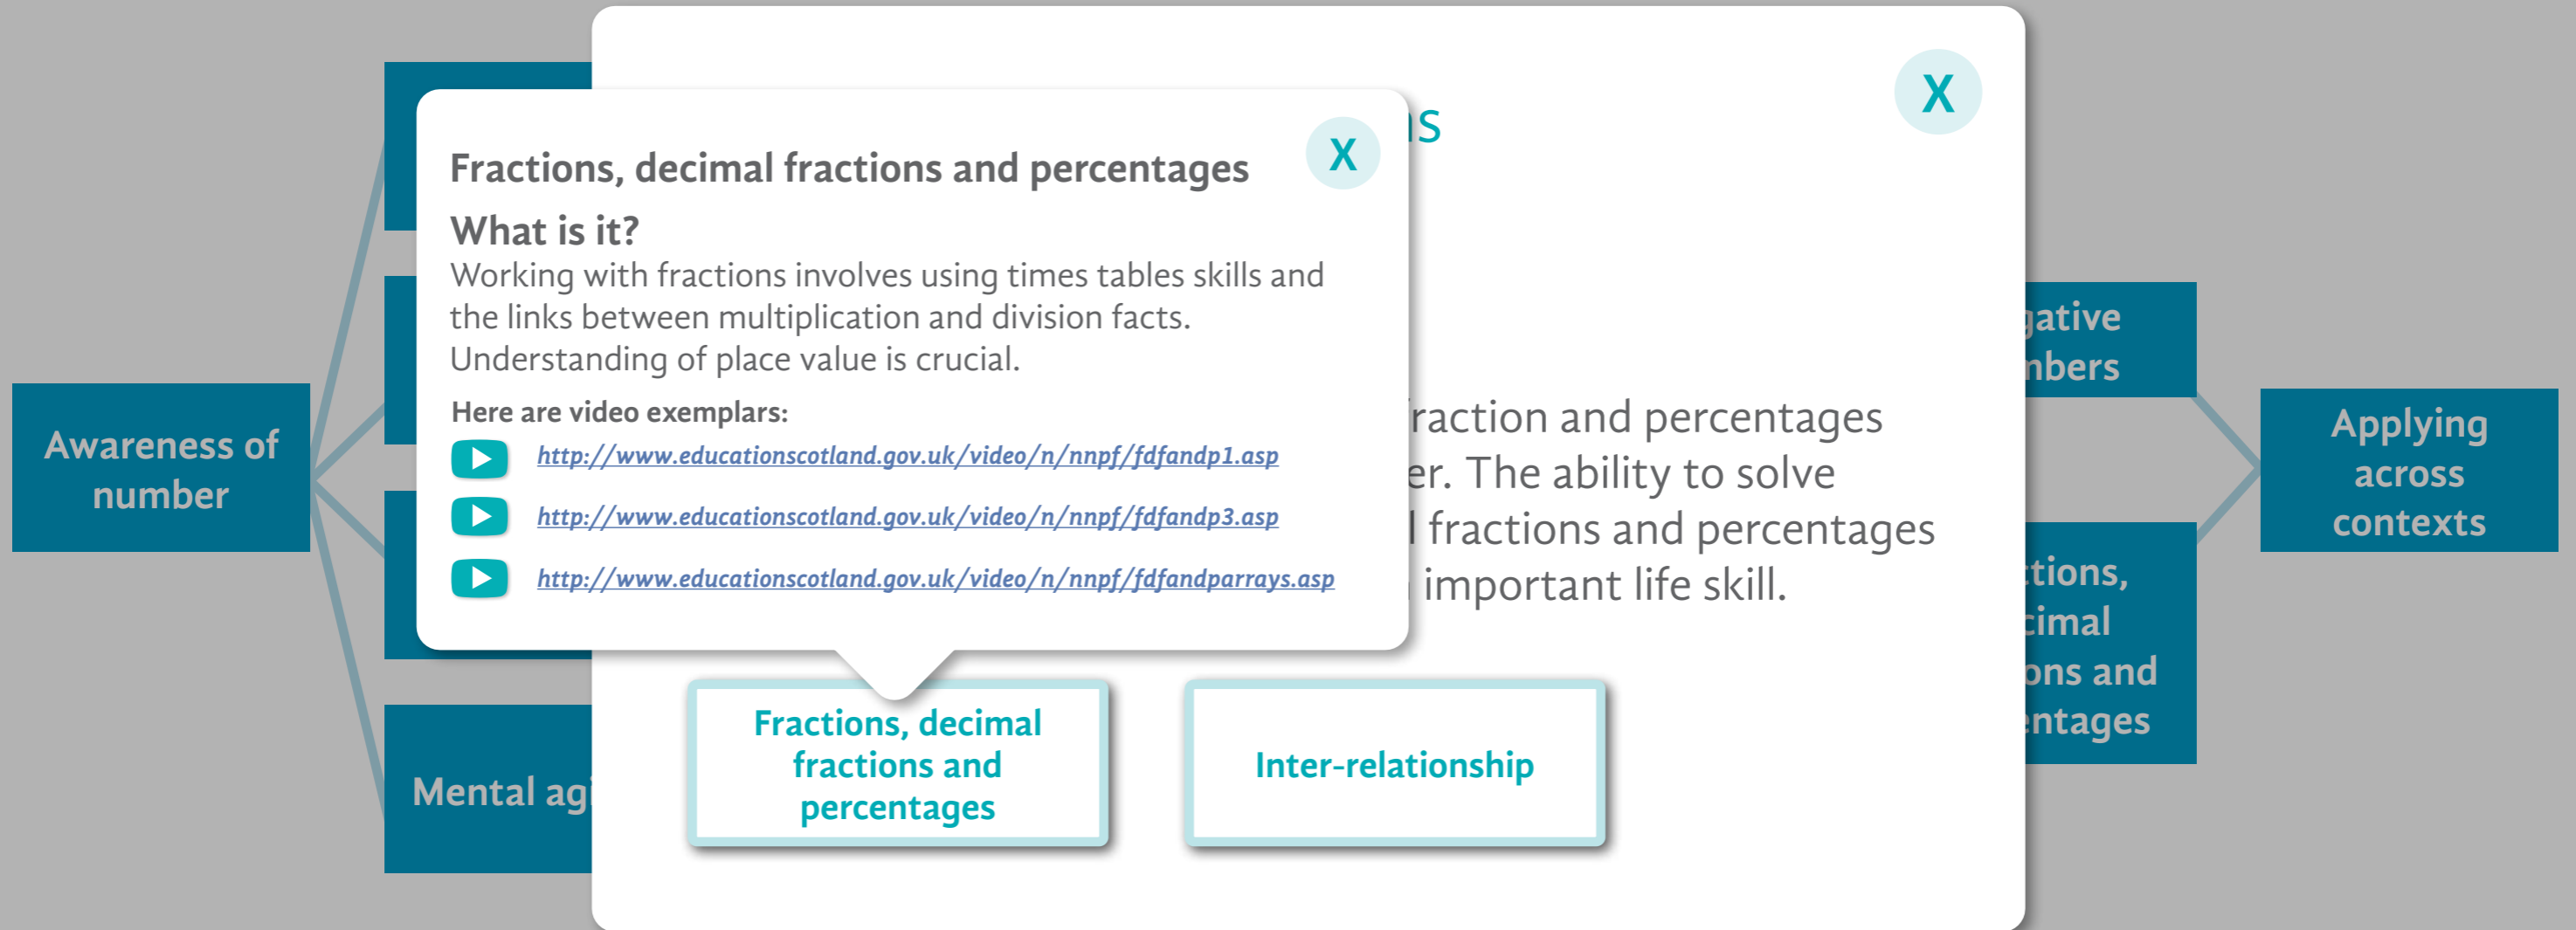 Awareness of
number
Mental
X
Fractions, decimal fractions and percentages
X
What is it?
Working with fractions involves using times tables skills and
the links between multiplication and division facts.
Understanding of place value is crucial.
Here are video exemplars:
http://www.educationscotland.gov.uk/video/n/nnpf/fdfandp1.asp
http://www.educationscotland.gov.uk/video/n/nnpf/fdfandp3.asp
http://www.educationscotland.gov.uk/video/n/nnpf/fdfandparrays.asp
and percentages
The ability to solve
fractions and percentages
important life skill.
Fractions, decimal
fractions and
percentages
Inter-relationship
and
Applying
across
contexts